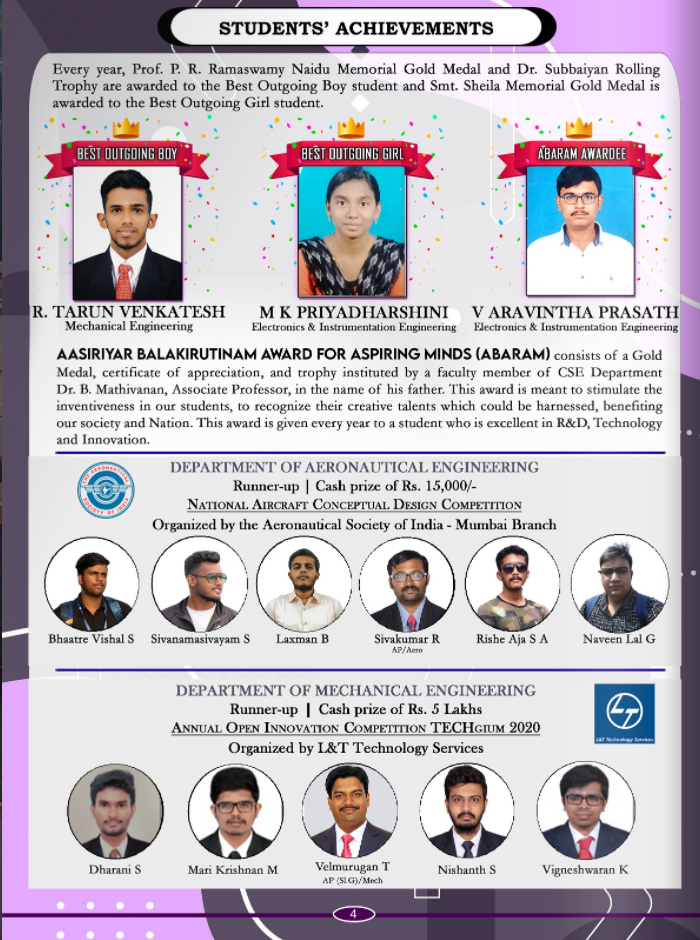 STUDENTS' ACHIEVEMENTS
Every year, Prof. P. R. Ramaswamy Naidu Memorial Gold Medal and Dr. Subbaiyan Rolling
Trophy are awarded to the Best Outgoing Boy student and Smt. Sheila Memorial Gold Medal is
awarded to the Best Outgoing Girl student.
BEST OUTGOING BOY
BEST OUTGOING GIRL
ABARAM AWARDEE
R. TARUN VENKATESH
Mechanical Engineering
M K PRIYADHARSHINI
Electronics & Instrumentation Engineering
V ARAVINTHA PRASATH
Electronics & Instrumentation Engineering
AASIRIYAR BALAKIRUTINAM AWARD FOR ASPIRING MINDS (ABARAM) consists of a Gold
Medal, certificate of appreciation, and trophy instituted by a faculty member of CSE Department
Dr. B. Mathivanan, Associate Professor, in the name of his father. This award is meant to stimulate the
inventiveness in our students, to recognize their creative talents which could be harnessed, benefiting
our society and Nation. This award is given every year to a student who is excellent in R&D, Technology
and Innovation.
THE AERONAUTICAL SOCIETY OF INDIA
DEPARTMENT OF AERONAUTICAL ENGINEERING
Runner-up | Cash prize of Rs. 15,000/-
NATIONAL AIRCRAFT CONCEPTUAL DESIGN COMPETITION
Organized by the Aeronautical Society of India - Mumbai Branch
Bhaatre Vishal S
Sivanamasivayam S
Laxman B
Sivakumar R
AP/Aero
Rishe Aja S A
Naveen Lal G
DEPARTMENT OF MECHANICAL ENGINEERING
Runner-up | Cash prize of Rs. 5 Lakhs
ANNUAL OPEN INNOVATION COMPETITION TECHGIUM 2020
Organized by L&T Technology Services
LT
L&T Technology Services
Dharani S
Mari Krishnan M
Velmurugan T
AP (Sl.G)/Mech
Nishanth S
Vigneshwaran K
4